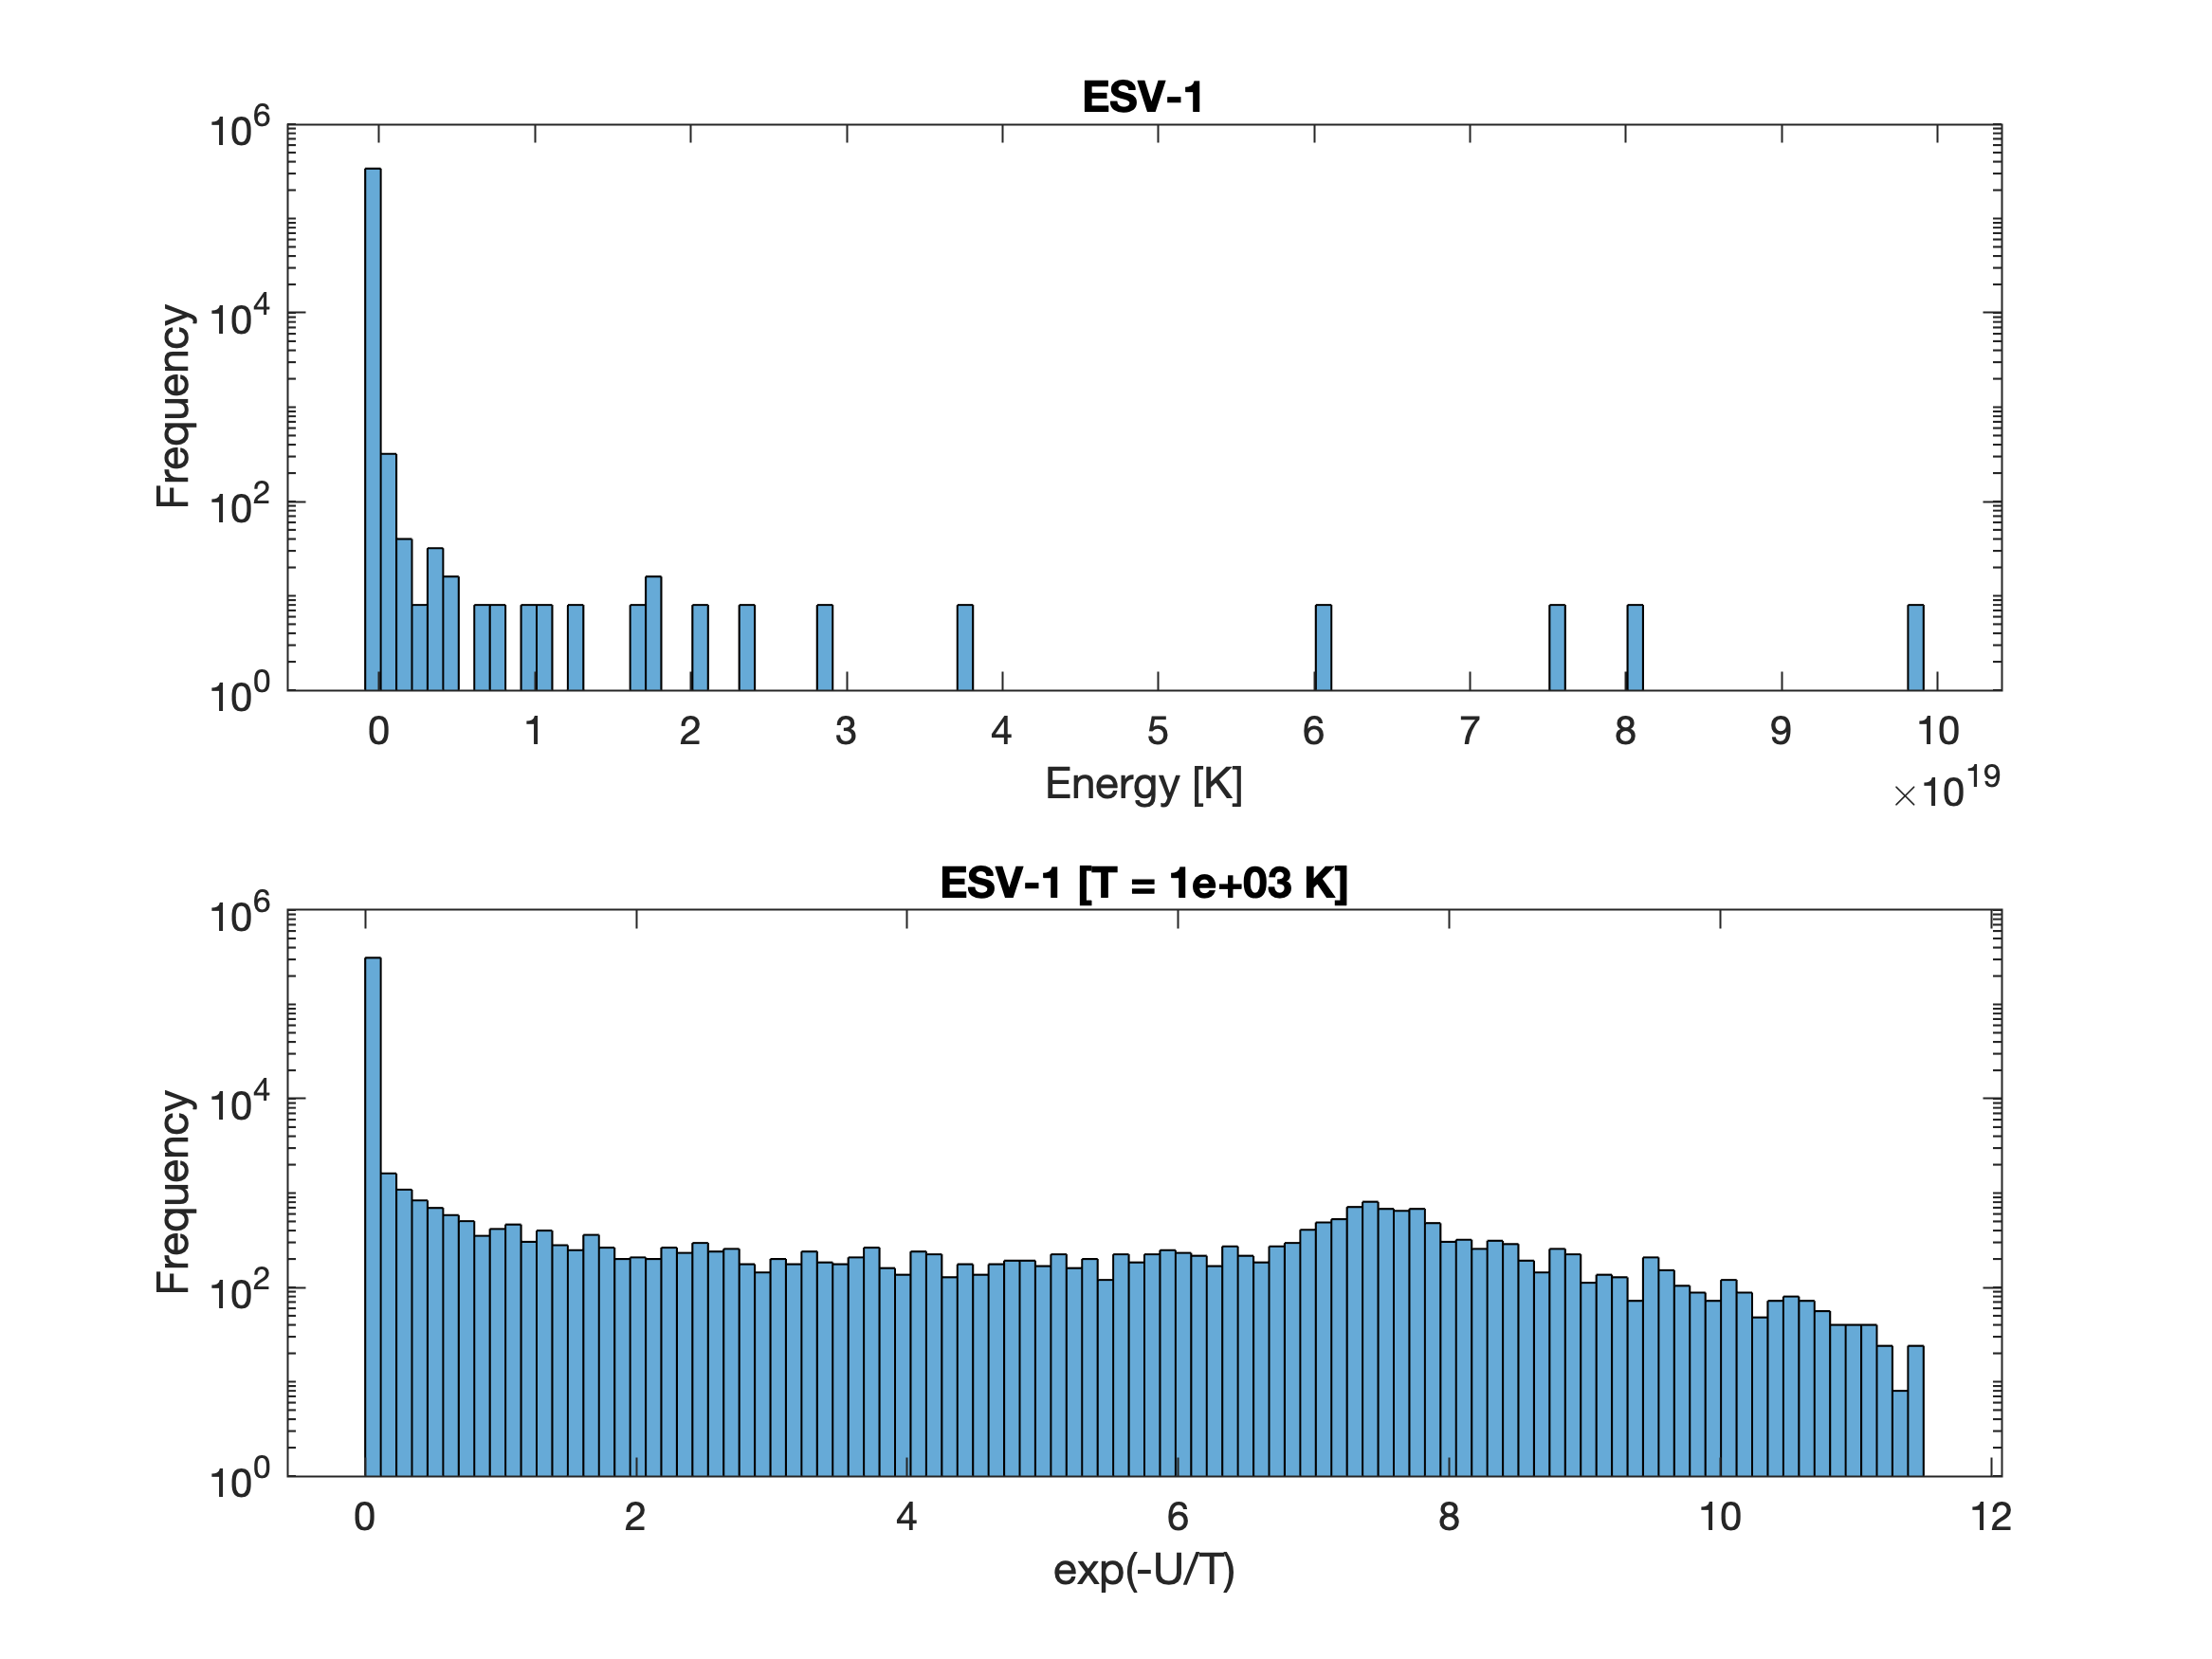 ESV-1
Frequency
10^6
10^4
10^2
10^0
0 1 2 3 4 5 6 7 8 9 10
Energy [K]
×10^19
ESV-1 [T = 1e+03 K]
Frequency
10^6
10^4
10^2
10^0
0 2 4 6 8 10 12
exp(-U/T)